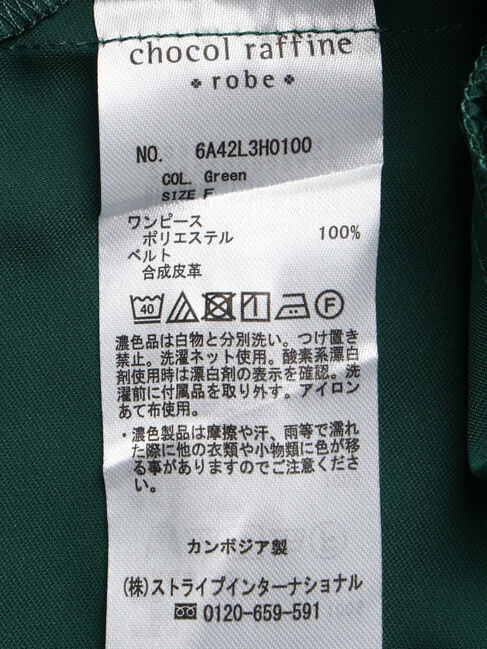 chocol raffine
robe
NO. 6A42L3H0100
COL. Green
SIZE F
ワンピース
ポリエステル 100%
ベルト
合成皮革
40 F
濃色品は白物と分別洗い。つけ置き
禁止。洗濯ネット使用。酸素系漂白
剤使用時は漂白剤の表示を確認。洗
濯前に付属品を取り外す。アイロン
あて布使用。
・濃色製品は摩擦や汗、雨等で濡れ
た際に他の衣類や小物類に色が移
る事がありますのでご注意くださ
い。
カンボジア製
(株)ストライプインターナショナル
0120-659-591